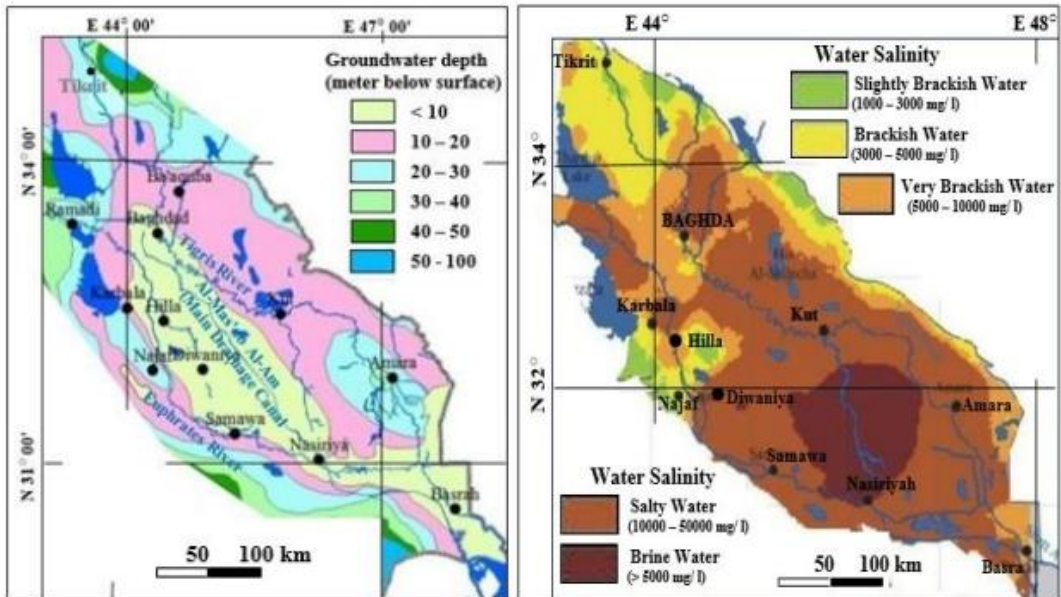 E 44° 00'
E 47° 00'
N 34° 00'
N 31° 00'
Groundwater depth
(meter below surface)
< 10
10 – 20
20 – 30
30 – 40
40 – 50
50 - 100
Tikrit
Ba'aquba
Ramadi
Baghdad
Tigris River
Al-Mas'b Al-Am
(Main Drainage Canal
Karbala
Hilla
Kut
Najaf
Diwaniya
Amara
Euphrates River
Samawa
Nasiriya
Basrah
50 100 km
E 44°
E 48°
N 34°
N 32°
Water Salinity
Slightly Brackish Water
(1000 – 3000 mg/ l)
Brackish Water
(3000 – 5000 mg/ l)
Very Brackish Water
(5000 – 10000 mg/ l)
Tikrit
BAGHDA
Karbala
Hilla
Kut
Najaf
Diwaniya
Amara
Samawa
Nasiriyah
Basra
Water Salinity
Salty Water
(10000 – 50000 mg/ l)
Brine Water
(> 5000 mg/ l)
50 100 km